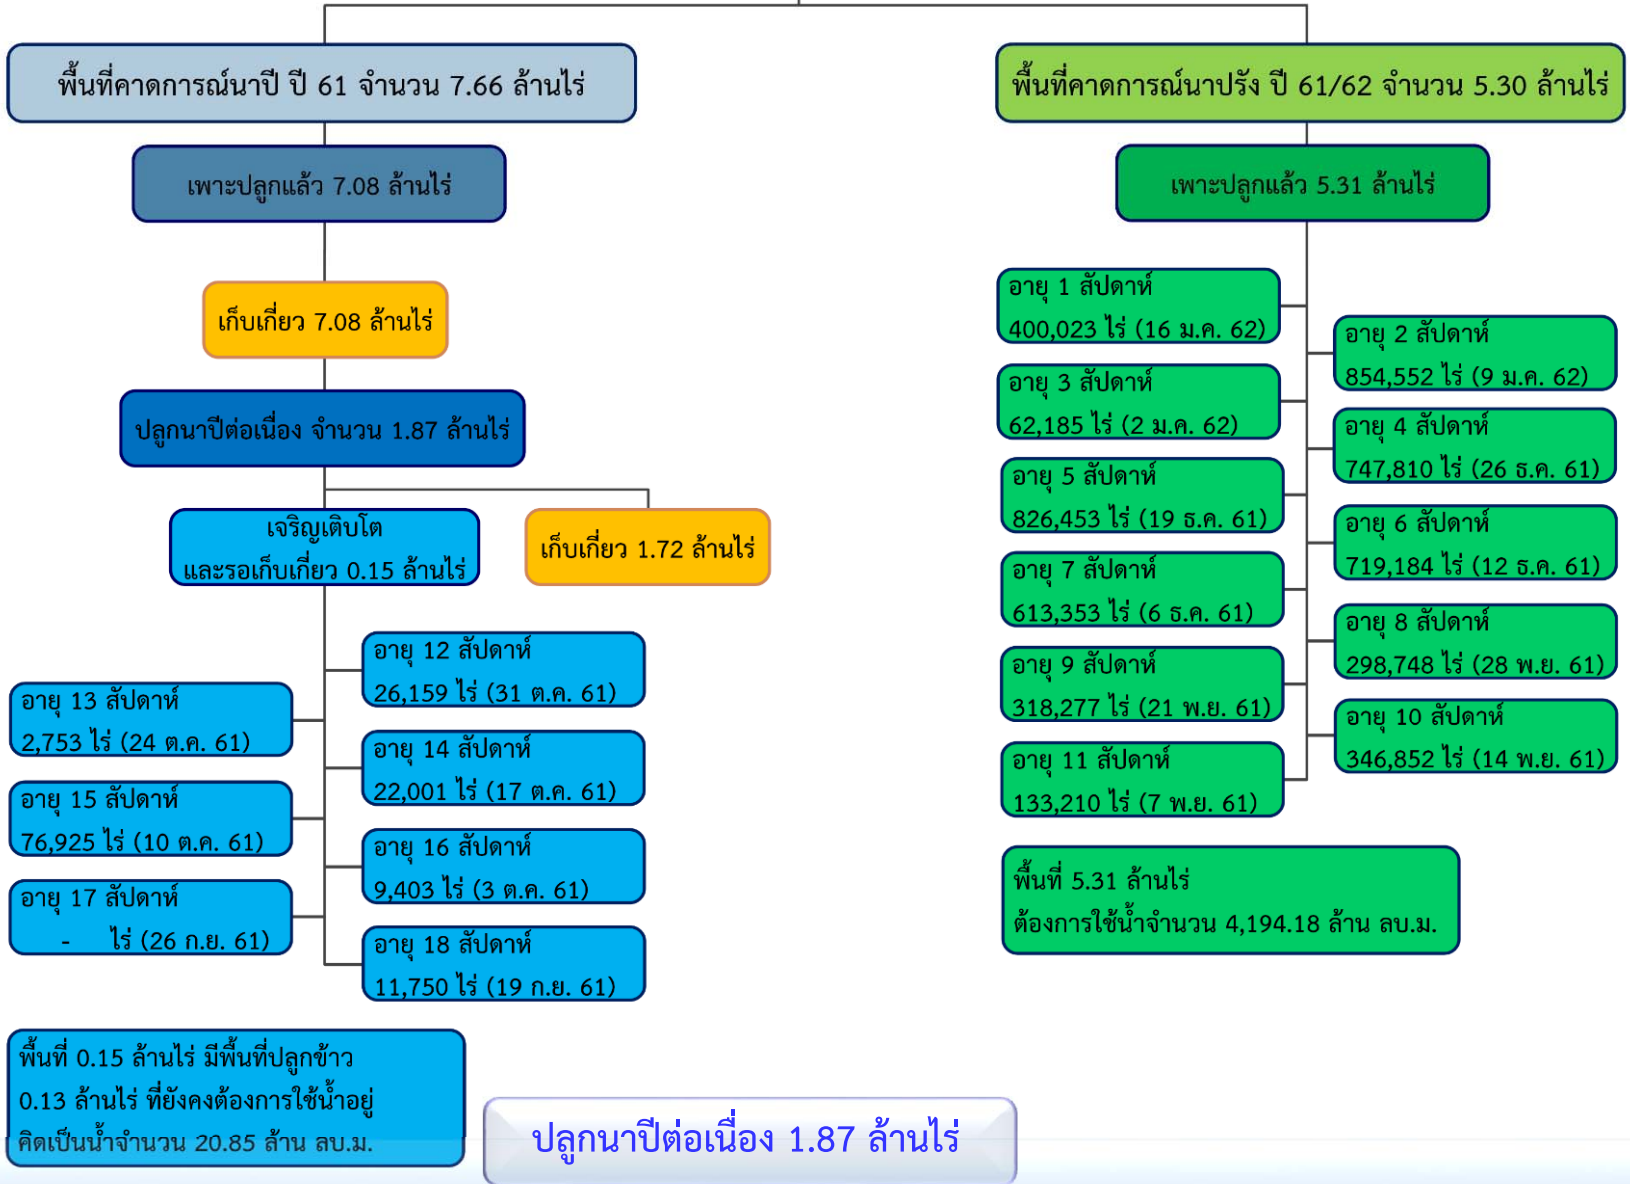 พื้นที่คาดการณ์นาปี ปี 61 จำนวน 7.66 ล้านไร่
เพาะปลูกแล้ว 7.08 ล้านไร่
เก็บเกี่ยว 7.08 ล้านไร่
ปลูกนาปีต่อเนื่อง จำนวน 1.87 ล้านไร่
เจริญเติบโต
และรอเก็บเกี่ยว 0.15 ล้านไร่
เก็บเกี่ยว 1.72 ล้านไร่
อายุ 12 สัปดาห์
26,159 ไร่ (31 ต.ค. 61)
อายุ 13 สัปดาห์
2,753 ไร่ (24 ต.ค. 61)
อายุ 14 สัปดาห์
22,001 ไร่ (17 ต.ค. 61)
อายุ 15 สัปดาห์
76,925 ไร่ (10 ต.ค. 61)
อายุ 16 สัปดาห์
9,403 ไร่ (3 ต.ค. 61)
อายุ 17 สัปดาห์
- ไร่ (26 ก.ย. 61)
อายุ 18 สัปดาห์
11,750 ไร่ (19 ก.ย. 61)
พื้นที่ 0.15 ล้านไร่ มีพื้นที่ปลูกข้าว
0.13 ล้านไร่ ที่ยังคงต้องการใช้น้ำอยู่
คิดเป็นน้ำจำนวน 20.85 ล้าน ลบ.ม.
ปลูกนาปีต่อเนื่อง 1.87 ล้านไร่
พื้นที่คาดการณ์นาปรัง ปี 61/62 จำนวน 5.30 ล้านไร่
เพาะปลูกแล้ว 5.31 ล้านไร่
อายุ 1 สัปดาห์
400,023 ไร่ (16 ม.ค. 62)
อายุ 2 สัปดาห์
854,552 ไร่ (9 ม.ค. 62)
อายุ 3 สัปดาห์
62,185 ไร่ (2 ม.ค. 62)
อายุ 4 สัปดาห์
747,810 ไร่ (26 ธ.ค. 61)
อายุ 5 สัปดาห์
826,453 ไร่ (19 ธ.ค. 61)
อายุ 6 สัปดาห์
719,184 ไร่ (12 ธ.ค. 61)
อายุ 7 สัปดาห์
613,353 ไร่ (6 ธ.ค. 61)
อายุ 8 สัปดาห์
298,748 ไร่ (28 พ.ย. 61)
อายุ 9 สัปดาห์
318,277 ไร่ (21 พ.ย. 61)
อายุ 10 สัปดาห์
346,852 ไร่ (14 พ.ย. 61)
อายุ 11 สัปดาห์
133,210 ไร่ (7 พ.ย. 61)
พื้นที่ 5.31 ล้านไร่
ต้องการใช้น้ำจำนวน 4,194.18 ล้าน ลบ.ม.